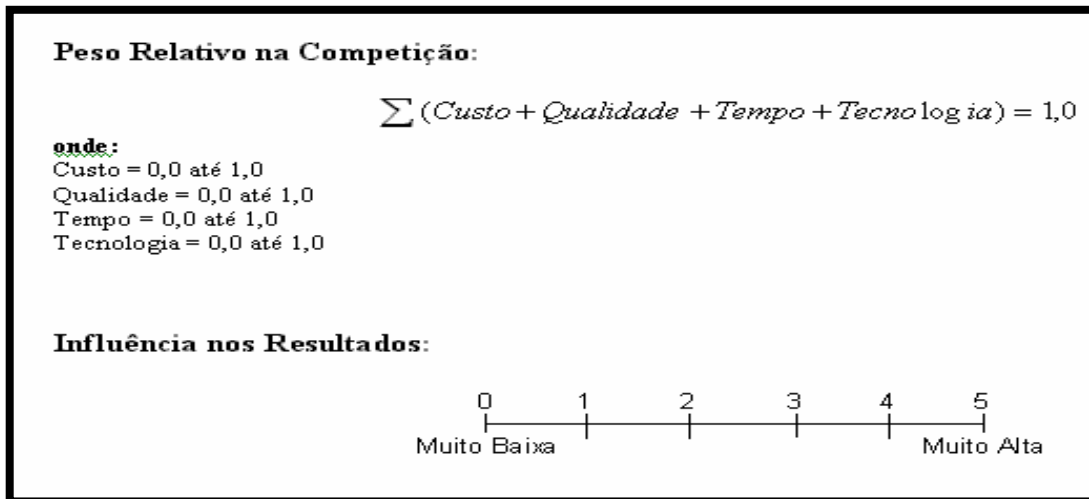 Peso Relativo na Competição:
∑ (Custo + Qualidade + Tempo + Tecnologia) = 1,0
onde:
Custo = 0,0 até 1,0
Qualidade = 0,0 até 1,0
Tempo = 0,0 até 1,0
Tecnologia = 0,0 até 1,0
Influência nos Resultados:
0 1 2 3 4 5
Muito Baixa Muito Alta